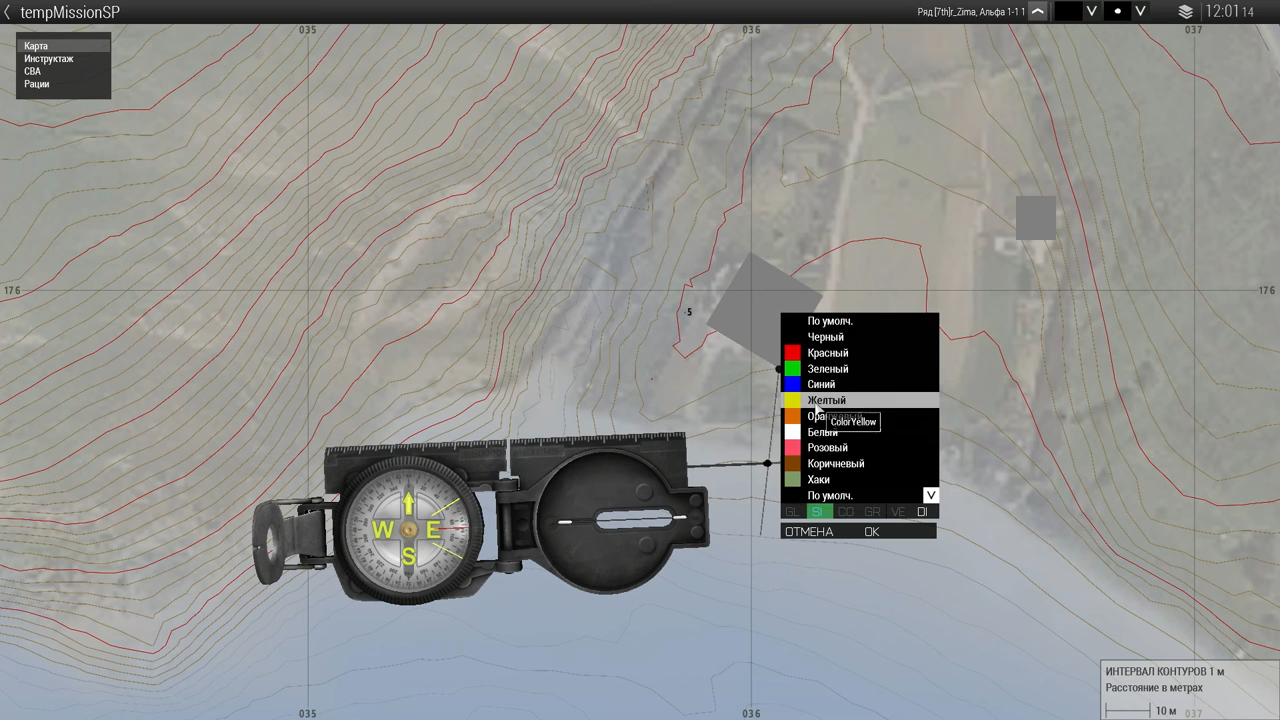 tempMissionSP
Ряд [7th]r_Zima, Альфа 1-1 1
12:01 14
035
036
037
Карта
Инструктаж
СВА
Рации
176
176
5
По умолч.
Черный
Красный
Зеленый
Синий
Желтый
ColorYellow
Белый
Розовый
Коричневый
Хаки
По умолч.
GL SI CO GR VE DI
ОТМЕНА OK
W E
S
ИНТЕРВАЛ КОНТУРОВ 1 м
Расстояние в метрах
10 м
035
036
037